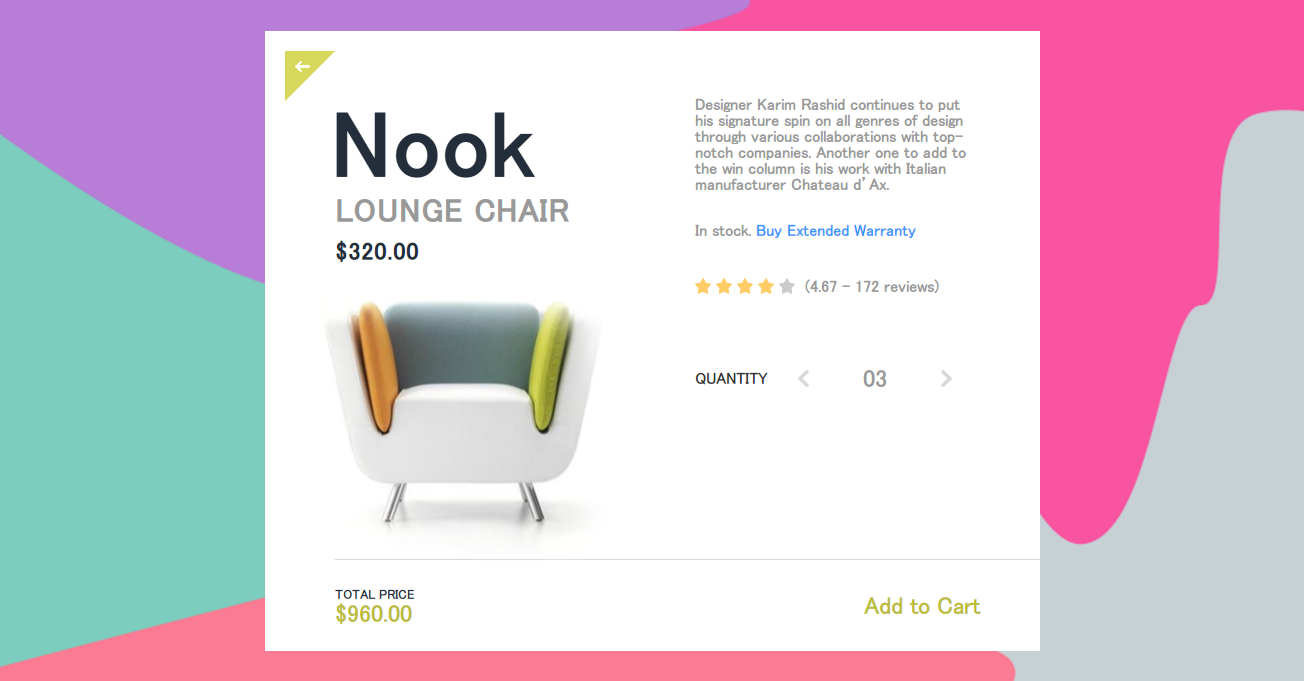 Nook
LOUNGE CHAIR
$320.00
Designer Karim Rashid continues to put
his signature spin on all genres of design
through various collaborations with top-
notch companies. Another one to add to
the win column is his work with Italian
manufacturer Chateau d’Ax.
In stock. Buy Extended Warranty
(4.67 - 172 reviews)
QUANTITY 03
TOTAL PRICE
$960.00
Add to Cart